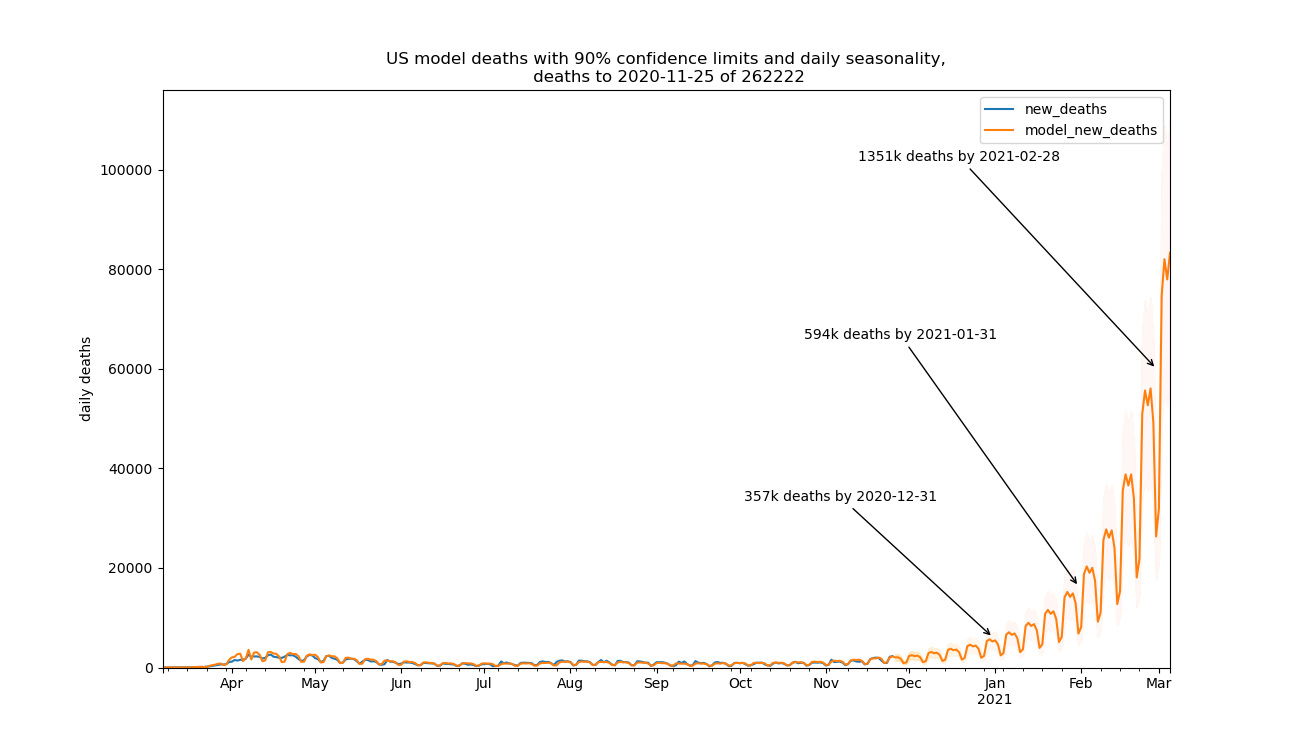 US model deaths with 90% confidence limits and daily seasonality,
deaths to 2020-11-25 of 262222
new_deaths
model_new_deaths
1351k deaths by 2021-02-28
594k deaths by 2021-01-31
357k deaths by 2020-12-31
daily deaths
100000
80000
60000
40000
20000
0
Apr May Jun Jul Aug Sep Oct Nov Dec Jan Feb Mar
2021